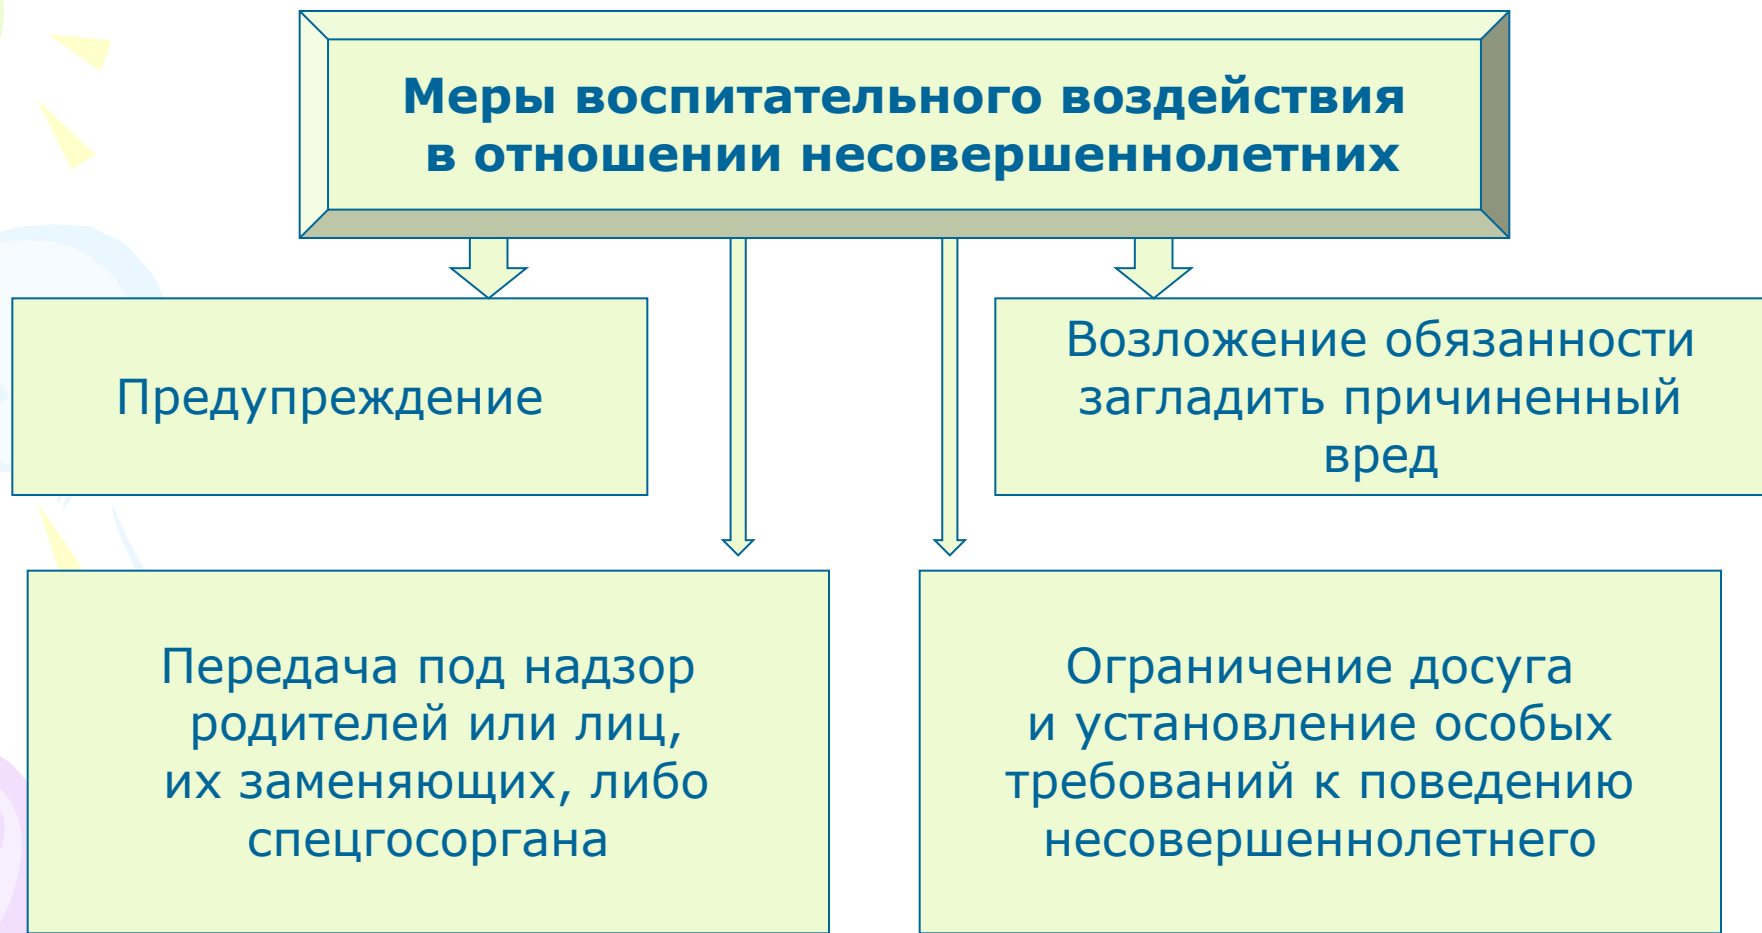 Меры воспитательного воздействия
в отношении несовершеннолетних
Предупреждение
Возложение обязанности
загладить причиненный
вред
Передача под надзор
родителей или лиц,
их заменяющих, либо
спецгосоргана
Ограничение досуга
и установление особых
требований к поведению
несовершеннолетнего